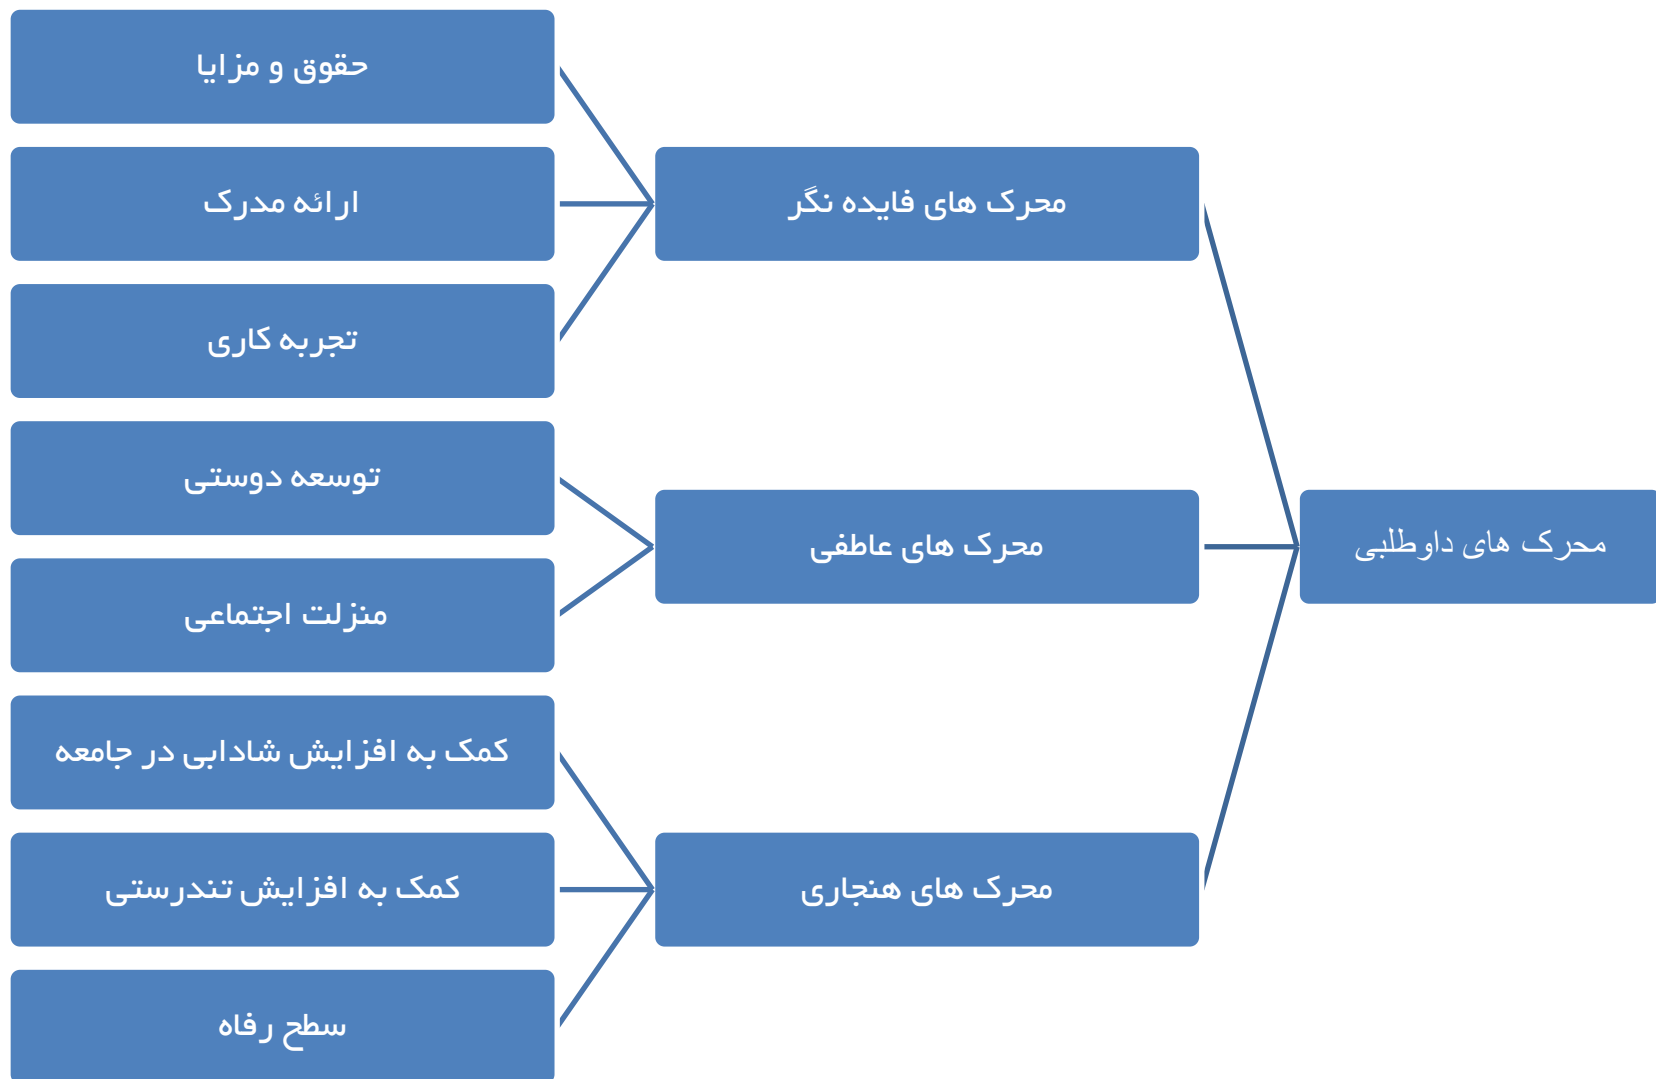 محرک های داوطلبی
محرک های فایده نگر
حقوق و مزایا
ارائه مدرک
تجربه کاری
محرک های عاطفی
توسعه دوستی
منزلت اجتماعی
محرک های هنجاری
کمک به افزایش شادابی در جامعه
کمک به افزایش تندرستی
سطح رفاه